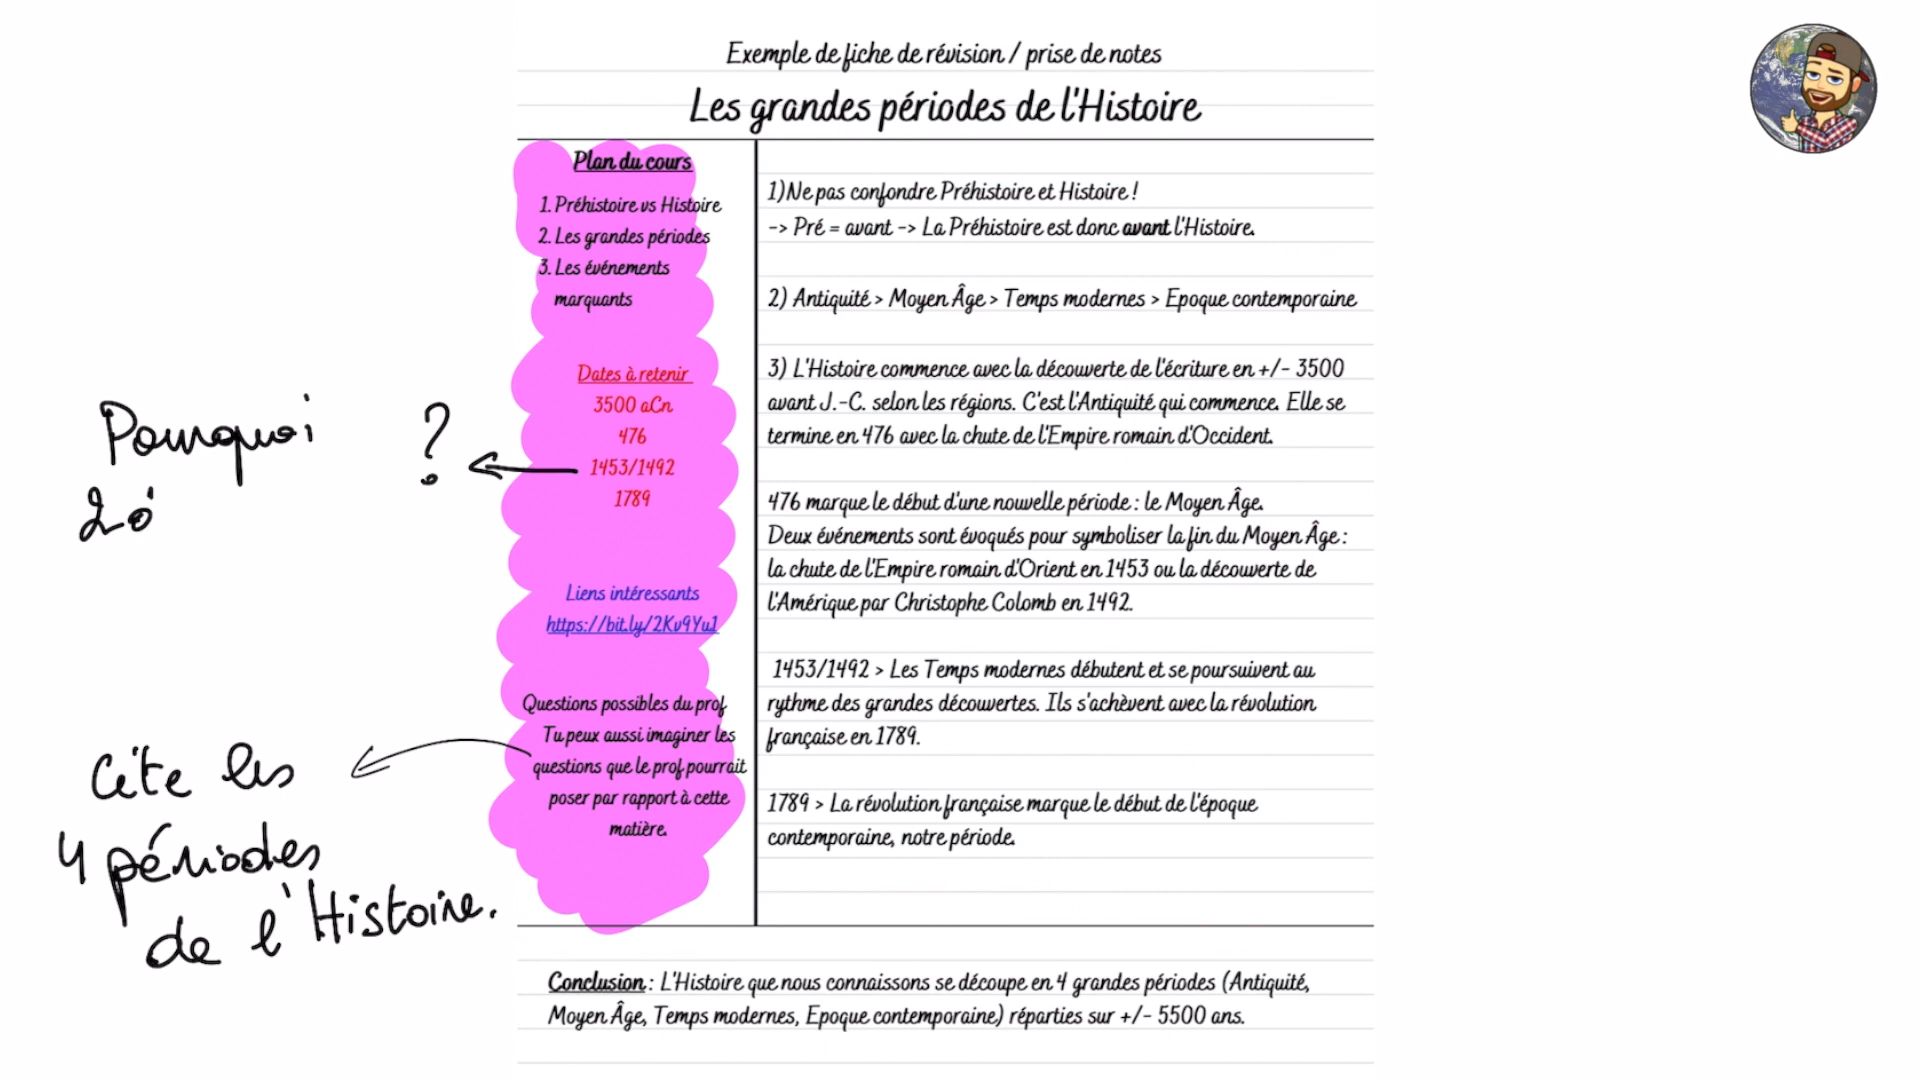 Exemple de fiche de révision / prise de notes
Les grandes périodes de l'Histoire
Plan du cours
1. Préhistoire vs Histoire
2. Les grandes périodes
3. Les événements
marquants
Dates à retenir
3500 aCn
476
1453/1492
1789
Liens intéressants
https://bit.ly/2Kv9Yu1
Questions possibles du prof
Tu peux aussi imaginer les
questions que le prof pourrait
poser par rapport à cette
matière.
1)Ne pas confondre Préhistoire et Histoire !
-> Pré = avant -> La Préhistoire est donc avant l'Histoire.
2) Antiquité > Moyen Âge > Temps modernes > Epoque contemporaine
3) L'Histoire commence avec la découverte de l'écriture en +/- 3500
avant J.-C. selon les régions. C'est l'Antiquité qui commence. Elle se
termine en 476 avec la chute de l'Empire romain d'Occident.
476 marque le début d'une nouvelle période : le Moyen Âge.
Deux événements sont évoqués pour symboliser la fin du Moyen Âge :
la chute de l'Empire romain d'Orient en 1453 ou la découverte de
l'Amérique par Christophe Colomb en 1492.
1453/1492 > Les Temps modernes débutent et se poursuivent au
rythme des grandes découvertes. Ils s'achèvent avec la révolution
française en 1789.
1789 > La révolution française marque le début de l'époque
contemporaine, notre période.
Conclusion : L'Histoire que nous connaissons se découpe en 4 grandes périodes (Antiquité,
Moyen Âge, Temps modernes, Epoque contemporaine) réparties sur +/- 5500 ans.
Pourquoi ?
Cite les
4 périodes
de l'Histoire.